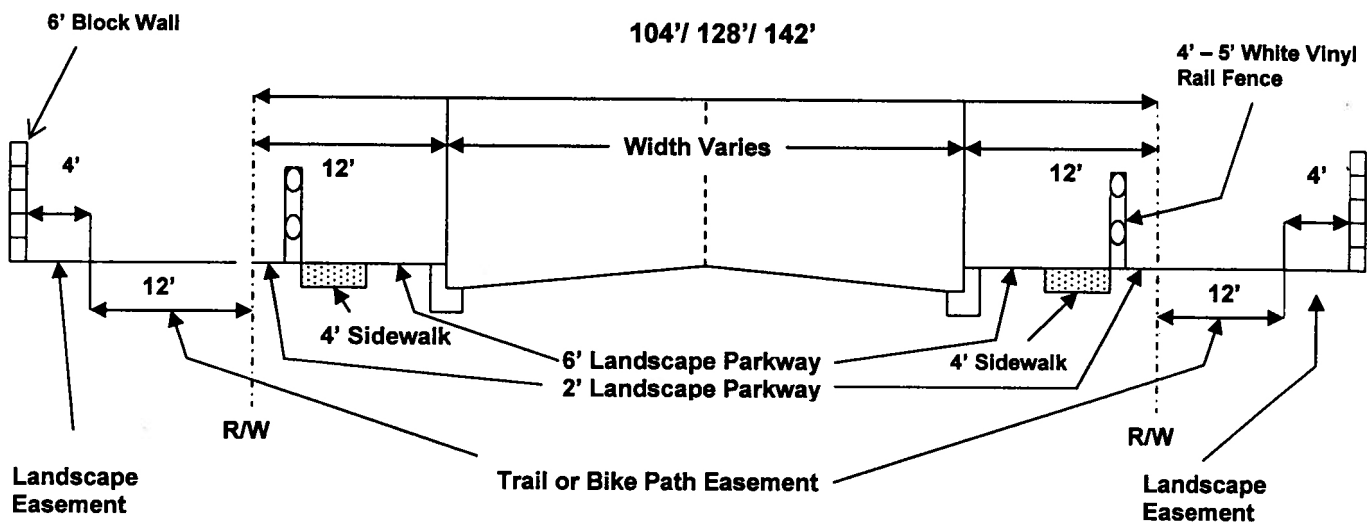 6' Block Wall
104'/ 128'/ 142'
4' – 5' White Vinyl
Rail Fence
4'
12'
Width Varies
12'
4'
12'
12'
4' Sidewalk
6' Landscape Parkway
4' Sidewalk
2' Landscape Parkway
R/W
R/W
Landscape
Easement
Trail or Bike Path Easement
Landscape
Easement